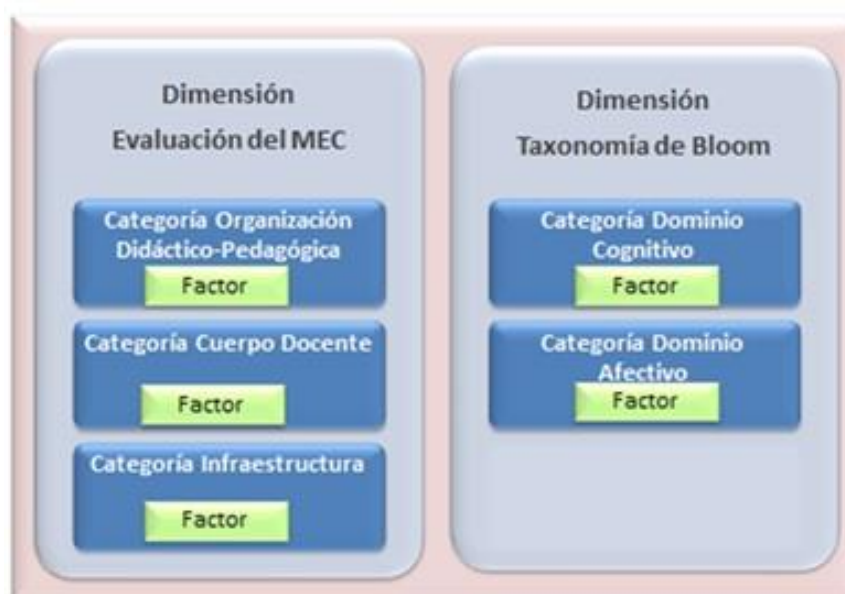 Dimensión
Evaluación del MEC
Categoría Organización
Didáctico-Pedagógica
Factor
Categoría Cuerpo Docente
Factor
Categoría Infraestructura
Factor
Dimensión
Taxonomía de Bloom
Categoría Dominio
Cognitivo
Factor
Categoría Dominio
Afectivo
Factor